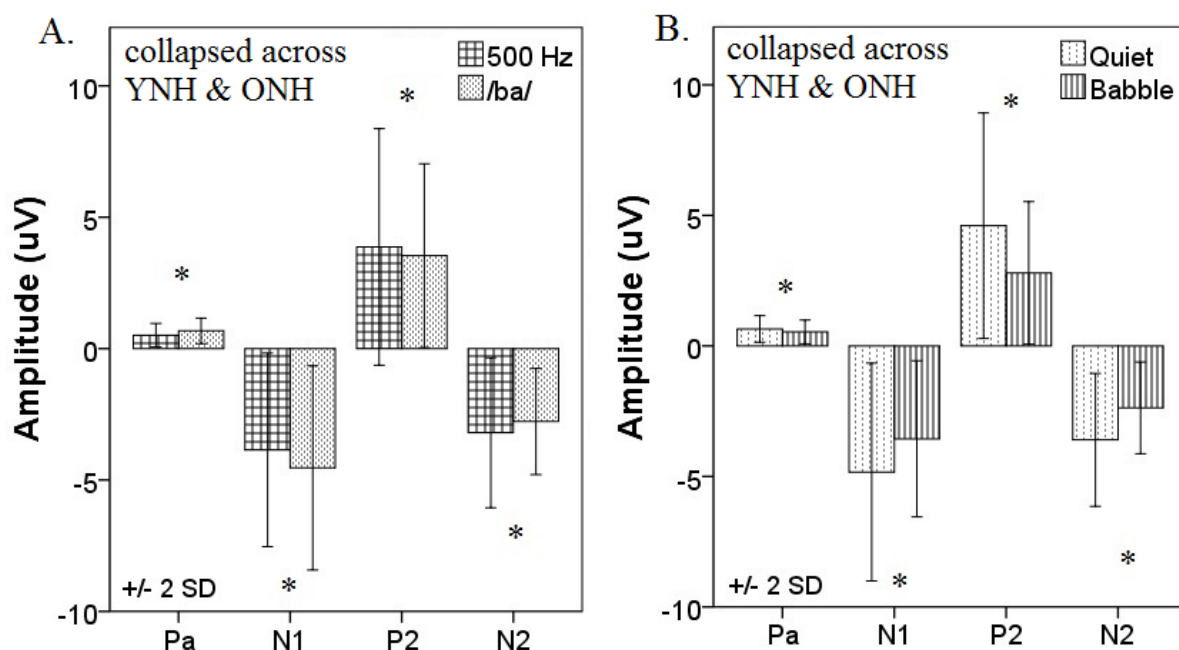 A.
collapsed across
YNH & ONH
500 Hz
/ba/
*
*
*
*
Amplitude (uV)
10
5
0
-5
-10
+/- 2 SD
Pa N1 P2 N2
B.
collapsed across
YNH & ONH
Quiet
Babble
*
*
*
*
Amplitude (uV)
10
5
0
-5
-10
+/- 2 SD
Pa N1 P2 N2